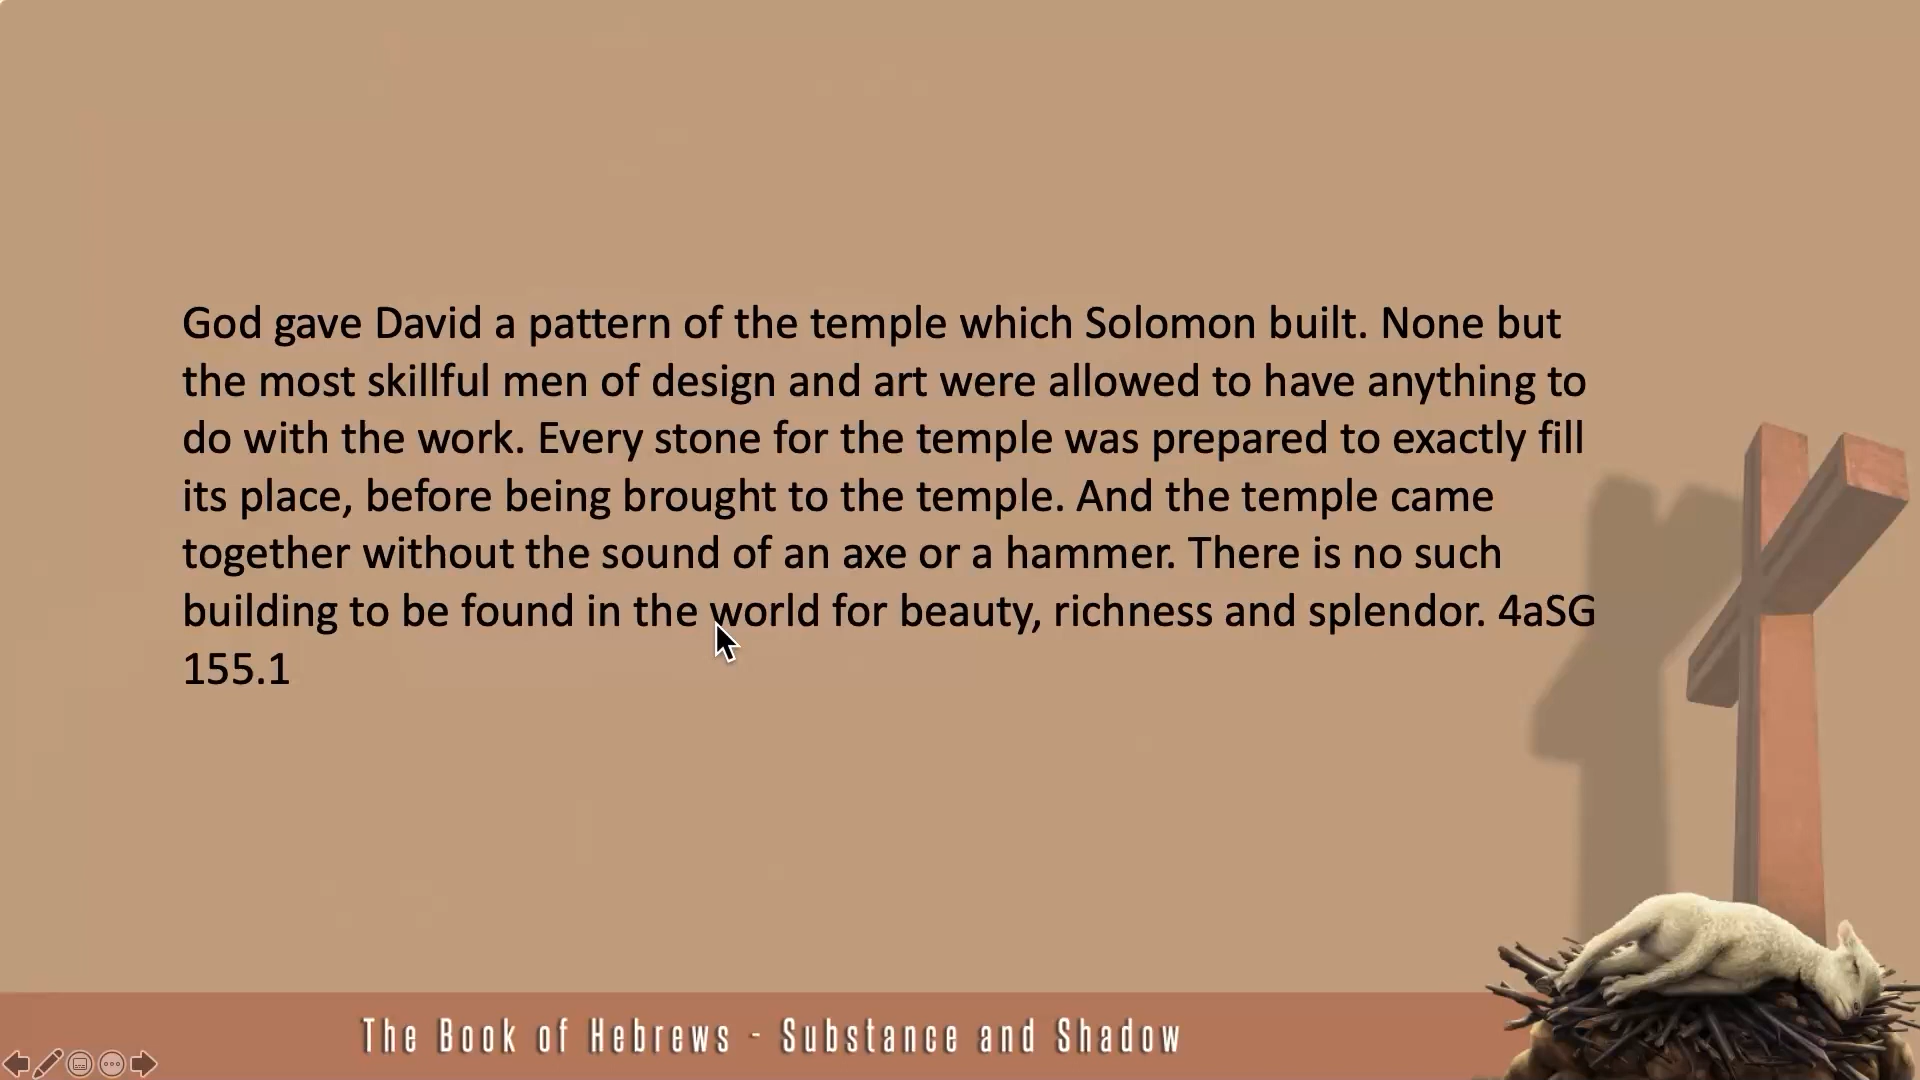 God gave David a pattern of the temple which Solomon built. None but
the most skillful men of design and art were allowed to have anything to
do with the work. Every stone for the temple was prepared to exactly fill
its place, before being brought to the temple. And the temple came
together without the sound of an axe or a hammer. There is no such
building to be found in the world for beauty, richness and splendor. 4aSG
155.1
The Book of Hebrews - Substance and Shadow